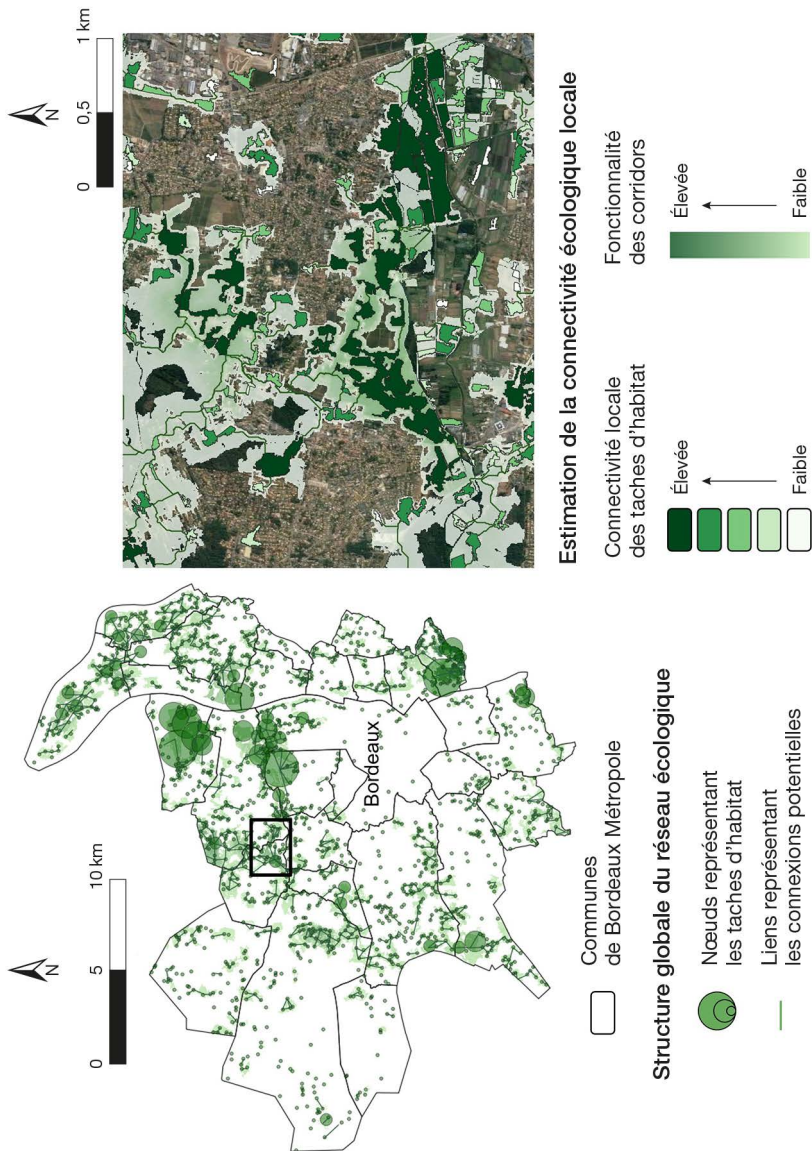 N
0
5
10 km
Bordeaux
Communes
de Bordeaux Métropole
Structure globale du réseau écologique
Nœuds représentant
les taches d'habitat
Liens représentant
les connexions potentielles
N
0
0,5
1 km
Estimation de la connectivité écologique locale
Connectivité locale
des taches d'habitat
Élevée
Faible
Fonctionnalité
des corridors
Élevée
Faible